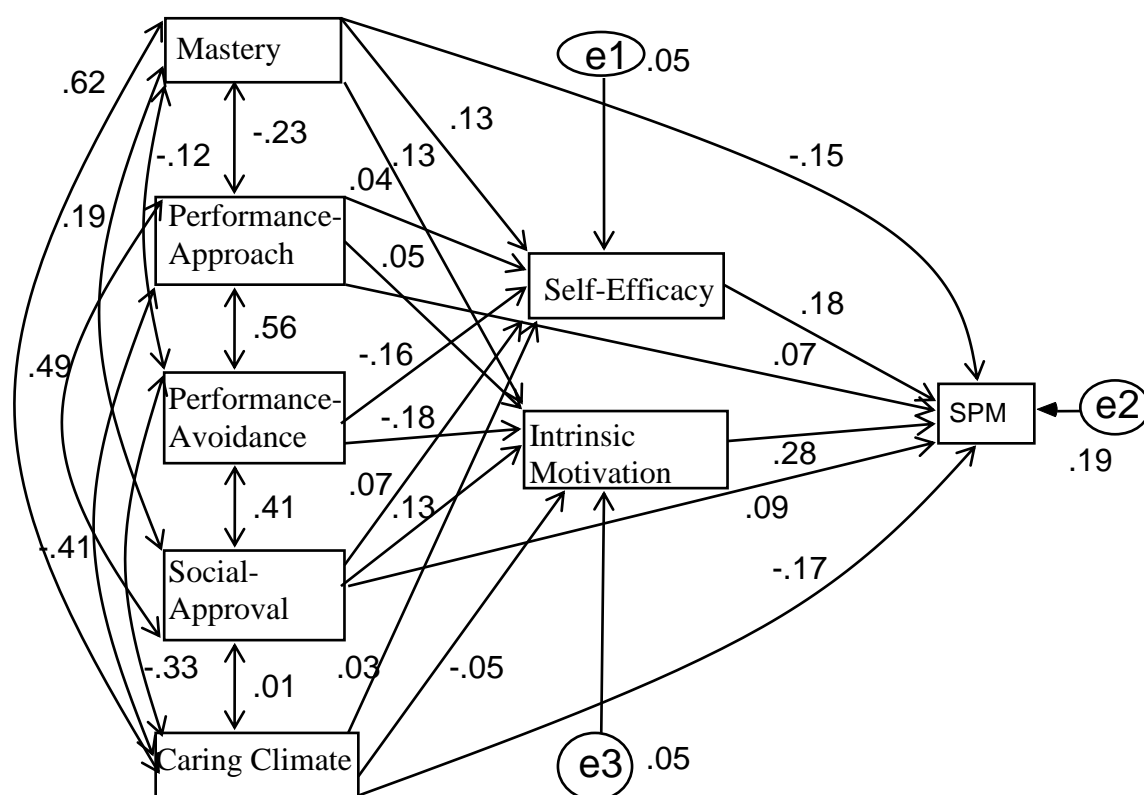 Mastery
e1
.05
.62
-.23
.13
-.12
.13
-.15
.04
.19
Performance-
Approach
.05
Self-Efficacy
.18
.56
-.16
.07
.49
Performance-
Avoidance
-.18
SPM
e2
Intrinsic
Motivation
.28
.19
.07
.13
.41
.09
-.41
Social-
Approval
-.17
-.33
.01
.03
-.05
Caring Climate
e3
.05